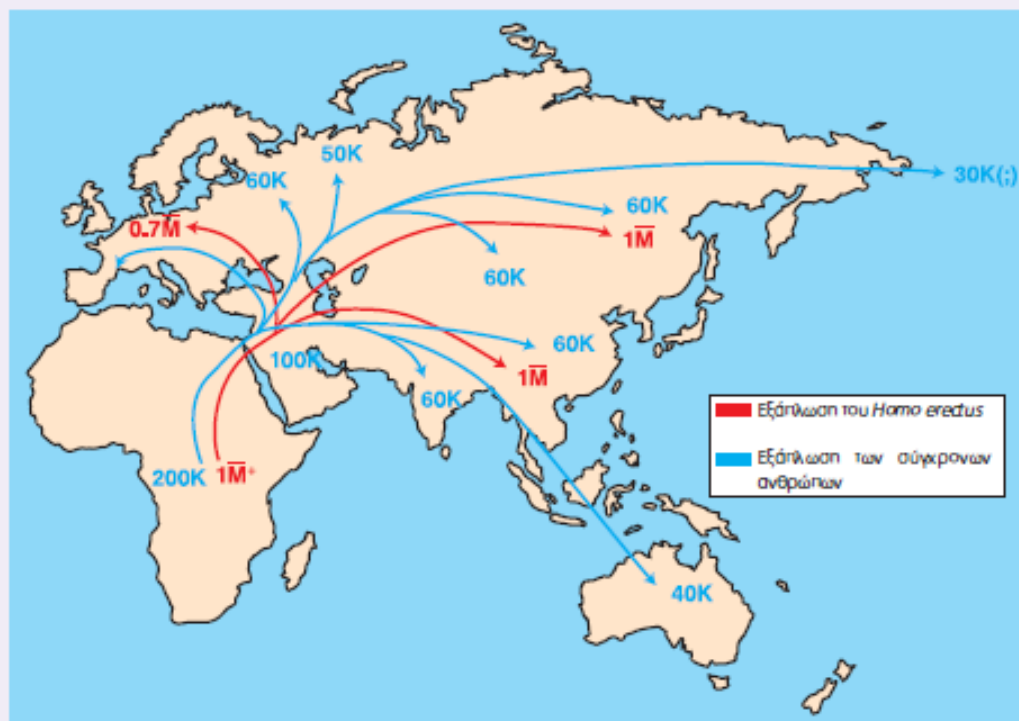 50K
60K
30K(;)
0.7M̅
60K
1M̅
60K
100K
60K
1M̅
60K
Εξάπλωση του Homo erectus
Εξάπλωση των σύγχρονων
ανθρώπων
200K
1M̅+
40K